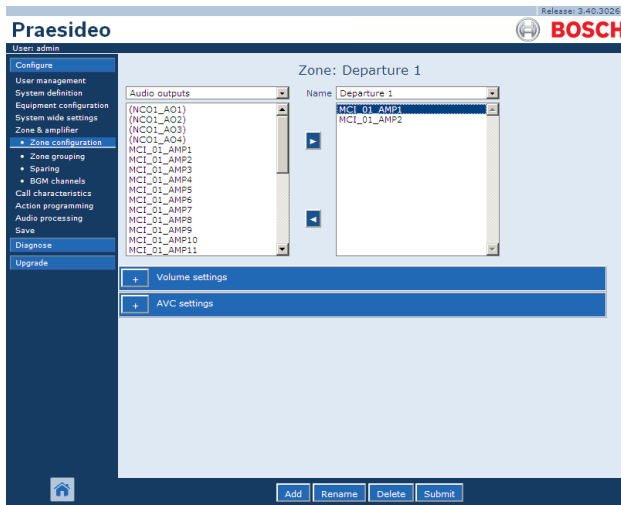 Release: 3.40.3026
Praesideo
BOSCH
User: admin
Configure
User management
System definition
Equipment configuration
System wide settings
Zone & amplifier
• Zone configuration
• Zone grouping
• Sparing
• BGM channels
Call characteristics
Action programming
Audio processing
Save
Diagnose
Upgrade
Zone: Departure 1
Audio outputs
(NCO1_AO1)
(NCO1_AO2)
(NCO1_AO3)
(NCO1_AO4)
MCI_01_AMP1
MCI_01_AMP2
MCI_01_AMP3
MCI_01_AMP4
MCI_01_AMP5
MCI_01_AMP6
MCI_01_AMP7
MCI_01_AMP8
MCI_01_AMP9
MCI_01_AMP10
MCI_01_AMP11
Name Departure 1
MCI_01_AMP1
MCI_01_AMP2
+ Volume settings
+ AVC settings
Add Rename Delete Submit